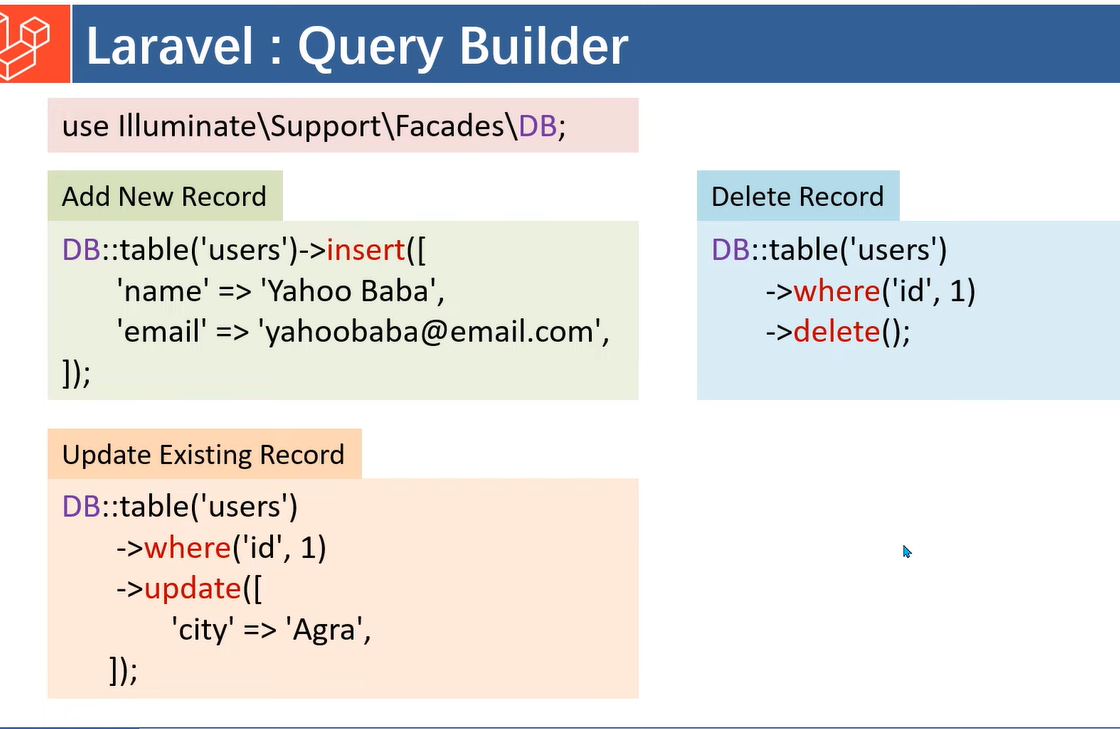 Laravel : Query Builder
use Illuminate\Support\Facades\DB;
Add New Record
DB::table('users')->insert([
'name' => 'Yahoo Baba',
'email' => 'yahoobaba@email.com',
]);
Delete Record
DB::table('users')
->where('id', 1)
->delete();
Update Existing Record
DB::table('users')
->where('id', 1)
->update([
'city' => 'Agra',
]);